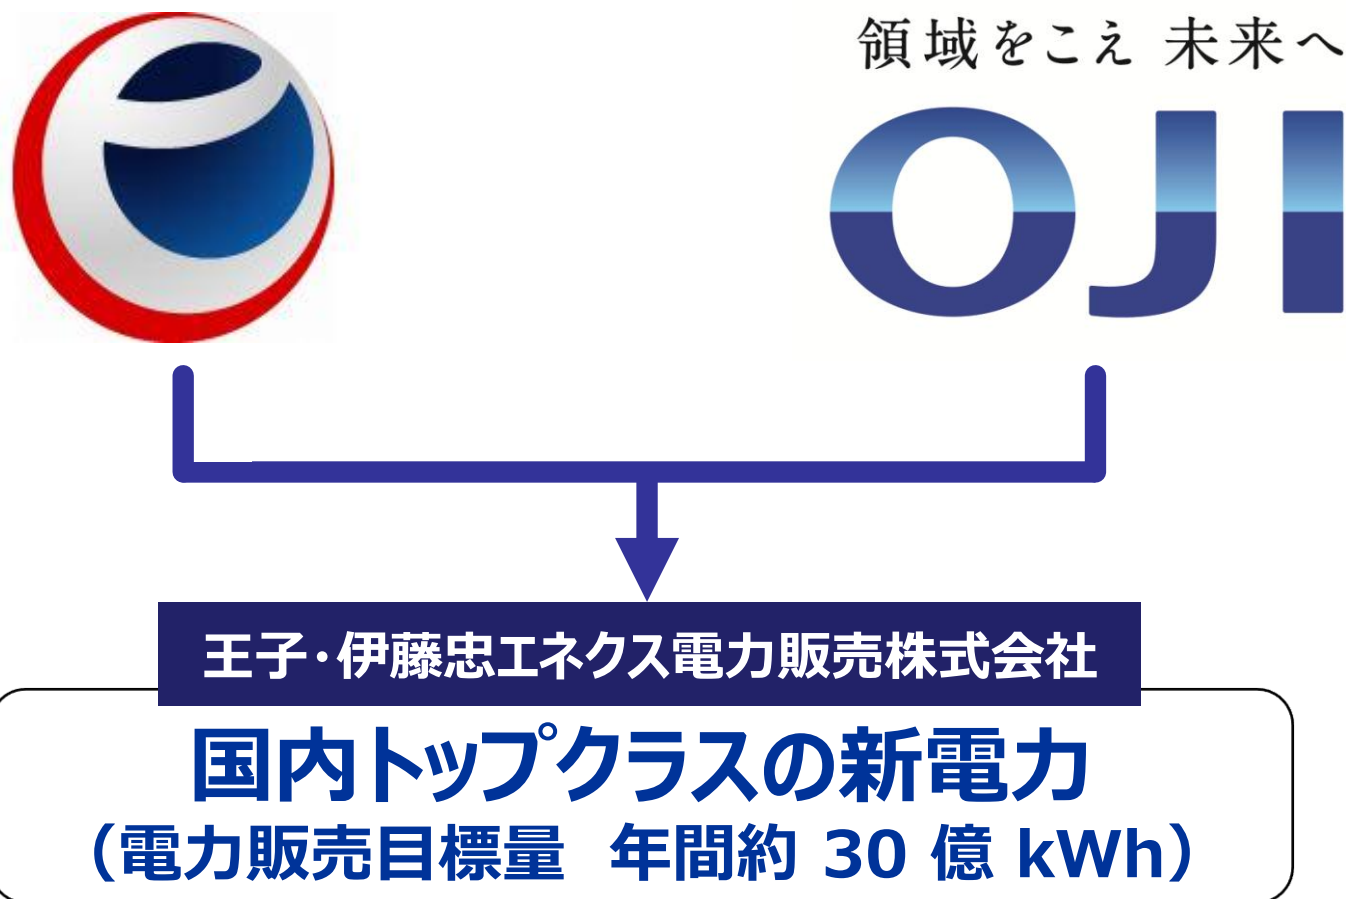 領域をこえ 未来へ
OJI
王子・伊藤忠エネクス電力販売株式会社
国内トップクラスの新電力
（電力販売目標量 年間約 30 億 kWh）